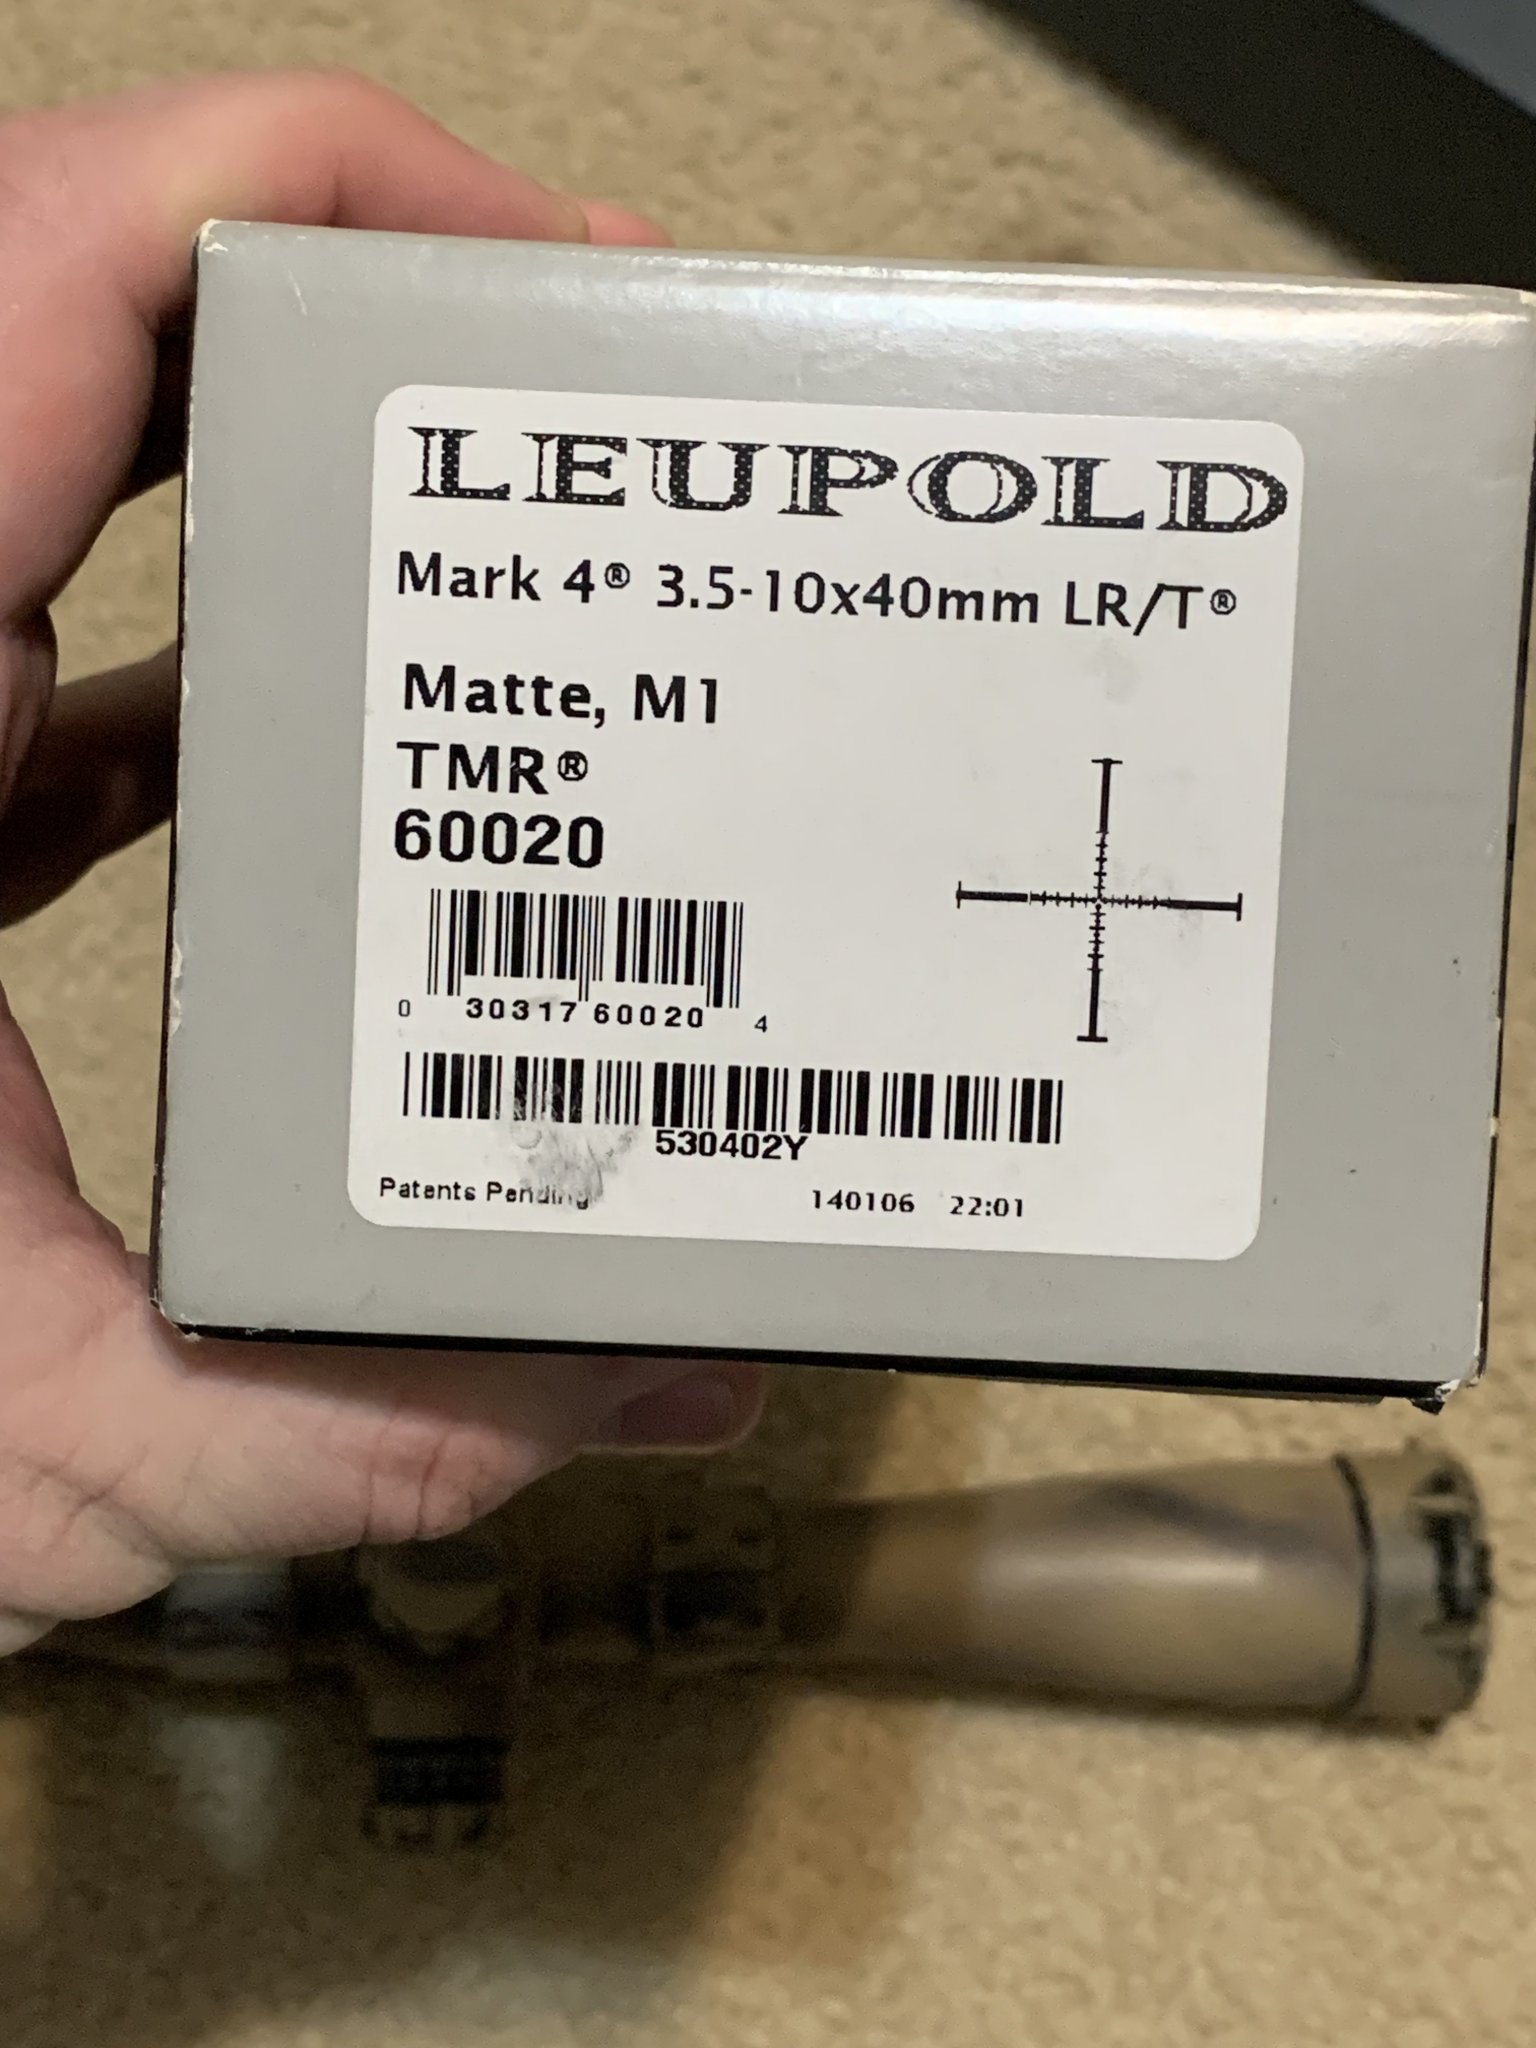 LEUPOLD
Mark 4® 3.5-10x40mm LR/T®
Matte, M1
TMR®
60020
0 30317 60020 4
530402Y
Patents Pending 140106 22:01